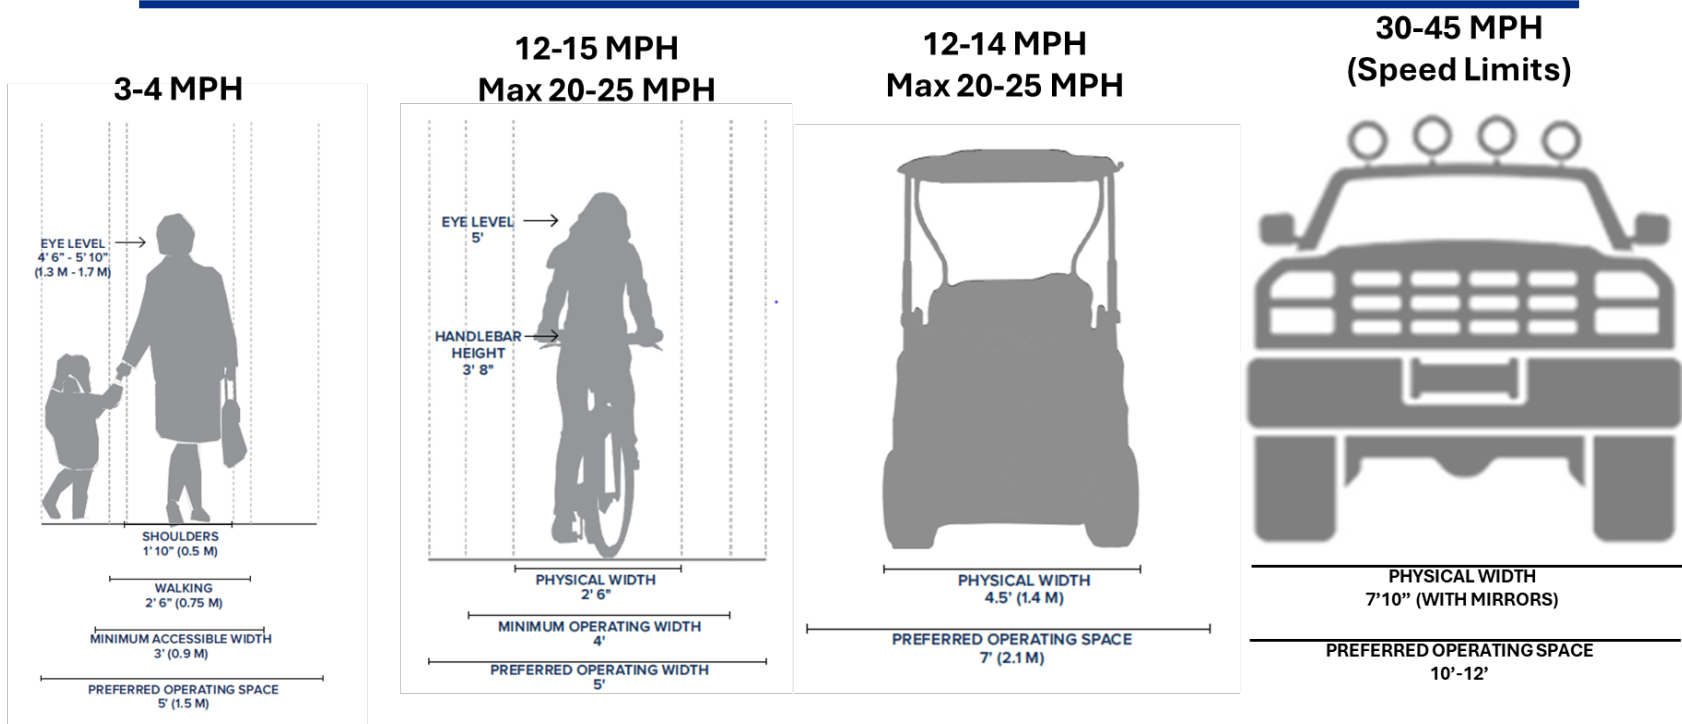 3-4 MPH
EYE LEVEL
4' 6" - 5' 10"
(1.3 M - 1.7 M)
SHOULDERS
1' 10" (0.5 M)
WALKING
2' 6" (0.75 M)
MINIMUM ACCESSIBLE WIDTH
3' (0.9 M)
PREFERRED OPERATING SPACE
5' (1.5 M)
12-15 MPH
Max 20-25 MPH
EYE LEVEL
5'
HANDLEBAR
HEIGHT
3' 8"
PHYSICAL WIDTH
2' 6"
MINIMUM OPERATING WIDTH
4'
PREFERRED OPERATING WIDTH
5'
12-14 MPH
Max 20-25 MPH
PHYSICAL WIDTH
4.5' (1.4 M)
PREFERRED OPERATING SPACE
7' (2.1 M)
30-45 MPH
(Speed Limits)
PHYSICAL WIDTH
7'10" (WITH MIRRORS)
PREFERRED OPERATING SPACE
10'-12'